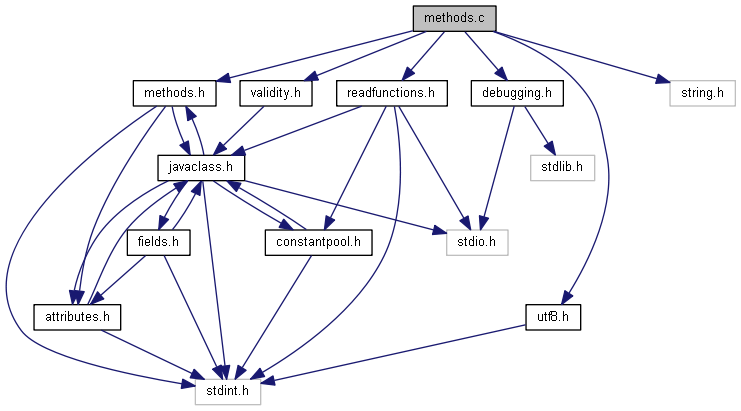 methods.c
methods.h
validity.h
readfunctions.h
debugging.h
string.h
javaclass.h
stdlib.h
fields.h
constantpool.h
stdio.h
attributes.h
utf8.h
stdint.h